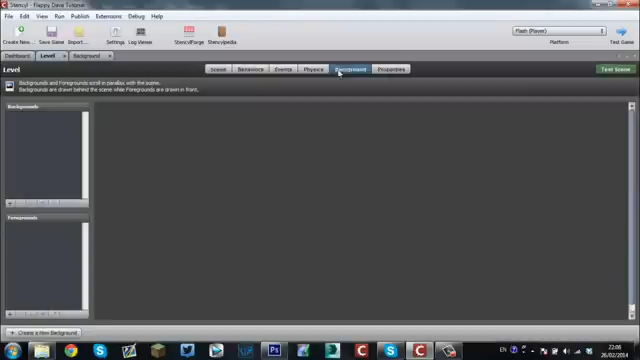 Stencyl - Flappy Dave Tutorial
File Edit View Run Publish Extensions Debug Help
Create New... Save Game Import... Settings Log Viewer StencylForge Stencylpedia
Flash (Player)
Platform
Test Game
Dashboard Level Background
Level
Scene Behaviors Events Physics Background Properties
Test Scene
Backgrounds and Foregrounds scroll in parallax with the scene.
Backgrounds are drawn behind the scene while Foregrounds are drawn in front.
Backgrounds
Foregrounds
Create a New Background
EN
22:06
26/02/2014